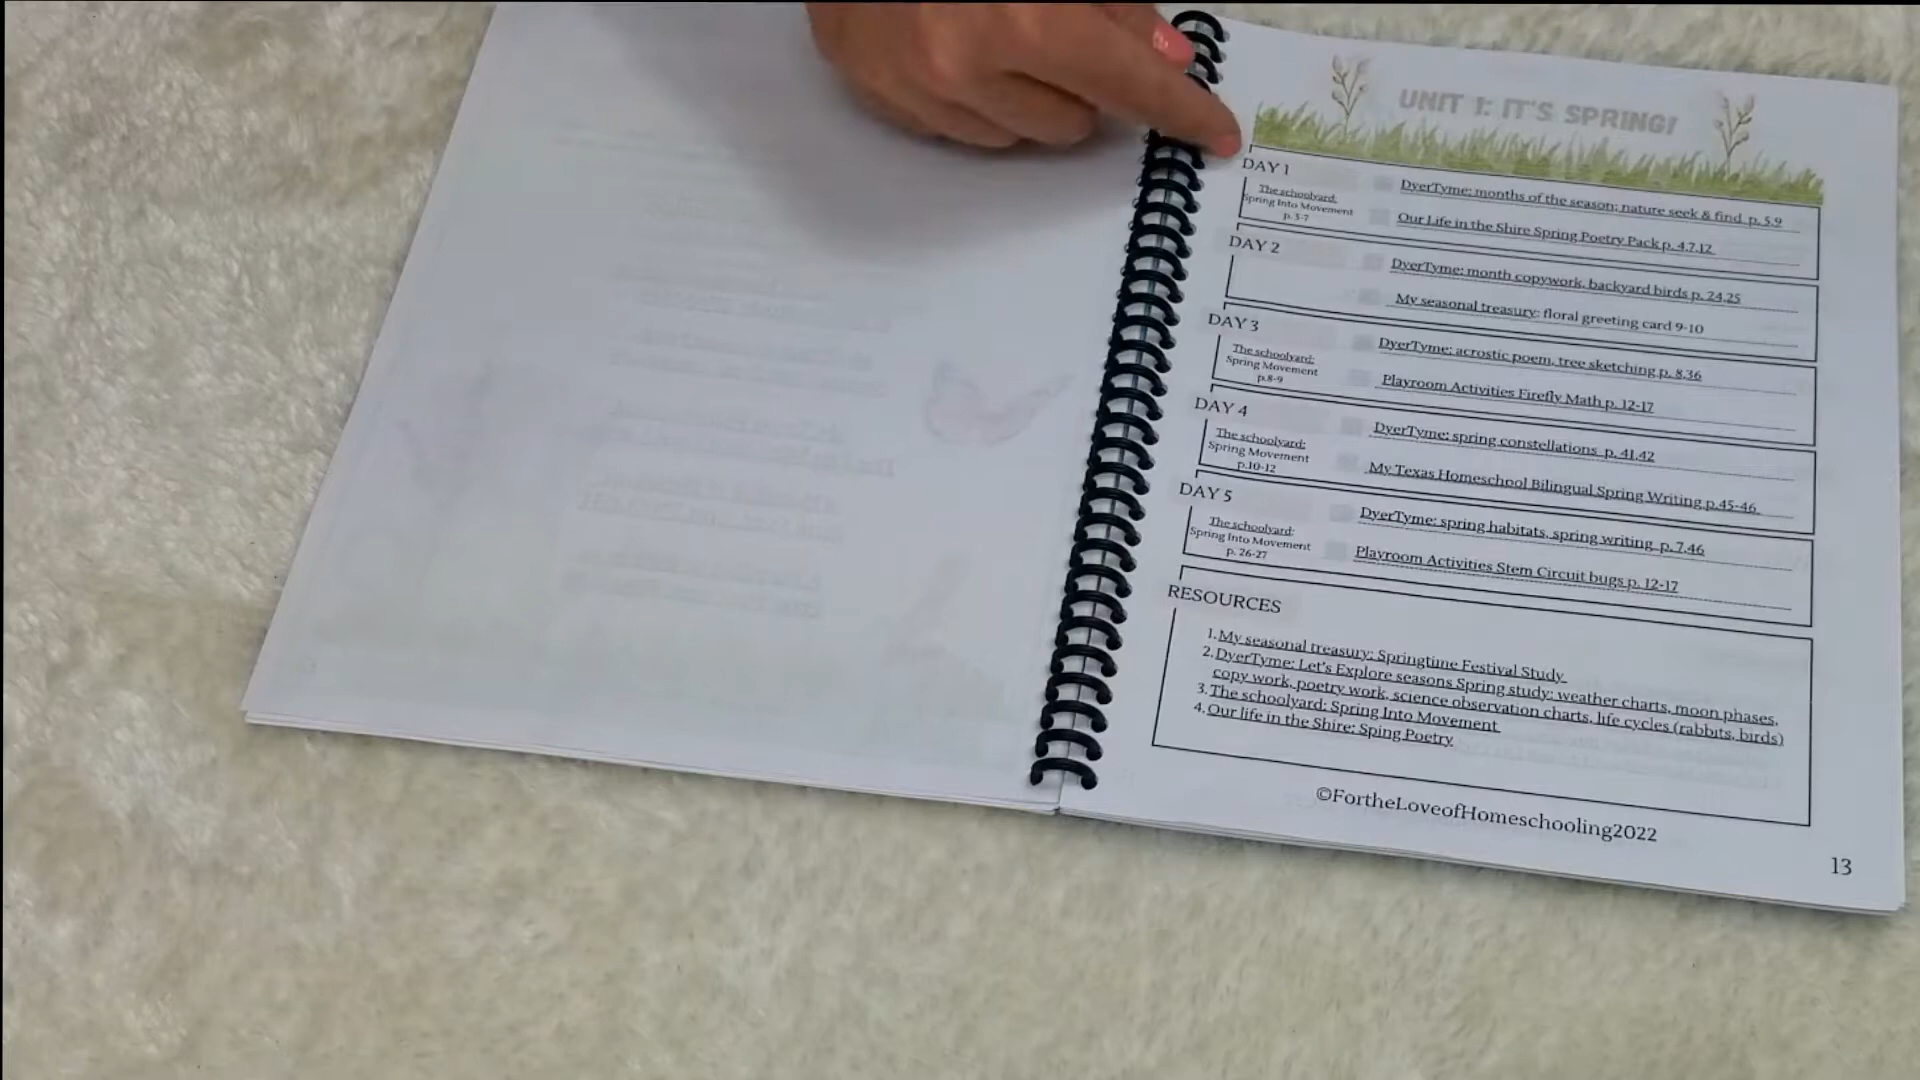 UNIT 1: IT'S SPRING!
DAY 1
The schoolyard:
Spring Into Movement
p. 5-7
DyerTyme: months of the season; nature seek & find p. 5,9
Our Life in the Shire Spring Poetry Pack p. 4,7,12
DAY 2
DyerTyme: month copywork, backyard birds p. 24,25
My seasonal treasury: floral greeting card 9-10
DAY 3
The schoolyard:
Spring Movement
p.8-9
DyerTyme: acrostic poem, tree sketching p. 8,36
Playroom Activities Firefly Math p. 12-17
DAY 4
The schoolyard:
Spring Movement
p.10-12
DyerTyme: spring constellations p. 41,42
My Texas Homeschool Bilingual Spring Writing p.45-46
DAY 5
The schoolyard:
Spring Into Movement
p. 26-27
DyerTyme: spring habitats, spring writing p. 7,46
Playroom Activities Stem Circuit bugs p. 12-17
RESOURCES
1. My seasonal treasury: Springtime Festival Study
2. DyerTyme: Let's Explore seasons Spring study: weather charts, moon phases,
copy work, poetry work, science observation charts, life cycles (rabbits, birds)
3. The schoolyard: Spring Into Movement
4. Our life in the Shire: Sping Poetry
©FortheLoveofHomeschooling2022
13